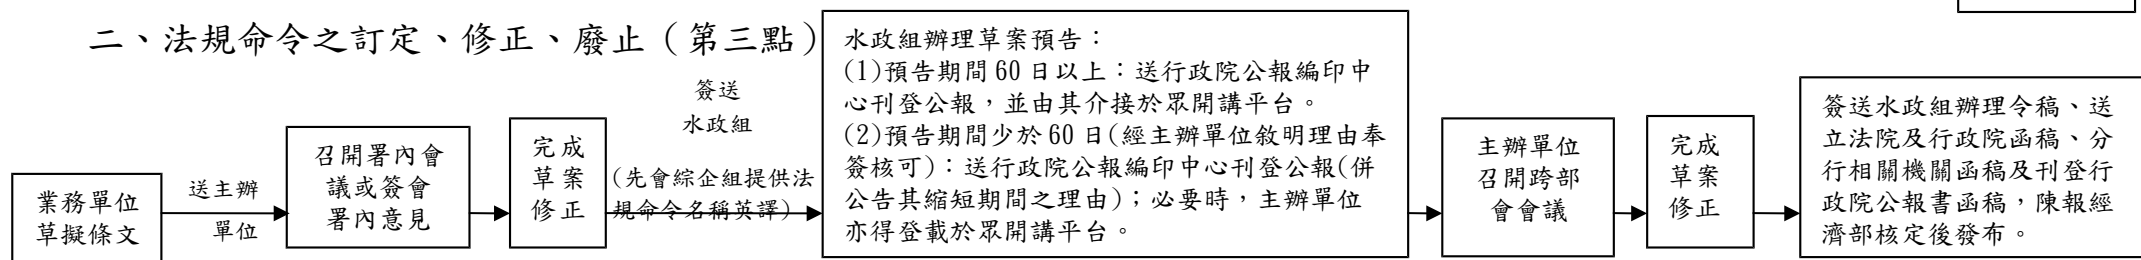 二、法規命令之訂定、修正、廢止（第三點）
業務單位
草擬條文
送主辦
單位
召開署內會
議或簽會
署內意見
完成
草案
修正
簽送
水政組
(先會綜企組提供法
規命令名稱英譯)
水政組辦理草案預告：
(1)預告期間60日以上：送行政院公報編印中
心刊登公報，並由其介接於眾開講平台。
(2)預告期間少於60日(經主辦單位敘明理由奉
簽核可)：送行政院公報編印中心刊登公報(併
公告其縮短期間之理由)；必要時，主辦單位
亦得登載於眾開講平台。
主辦單位
召開跨部
會會議
完成
草案
修正
簽送水政組辦理令稿、送
立法院及行政院函稿、分
行相關機關函稿及刊登行
政院公報書函稿，陳報經
濟部核定後發布。